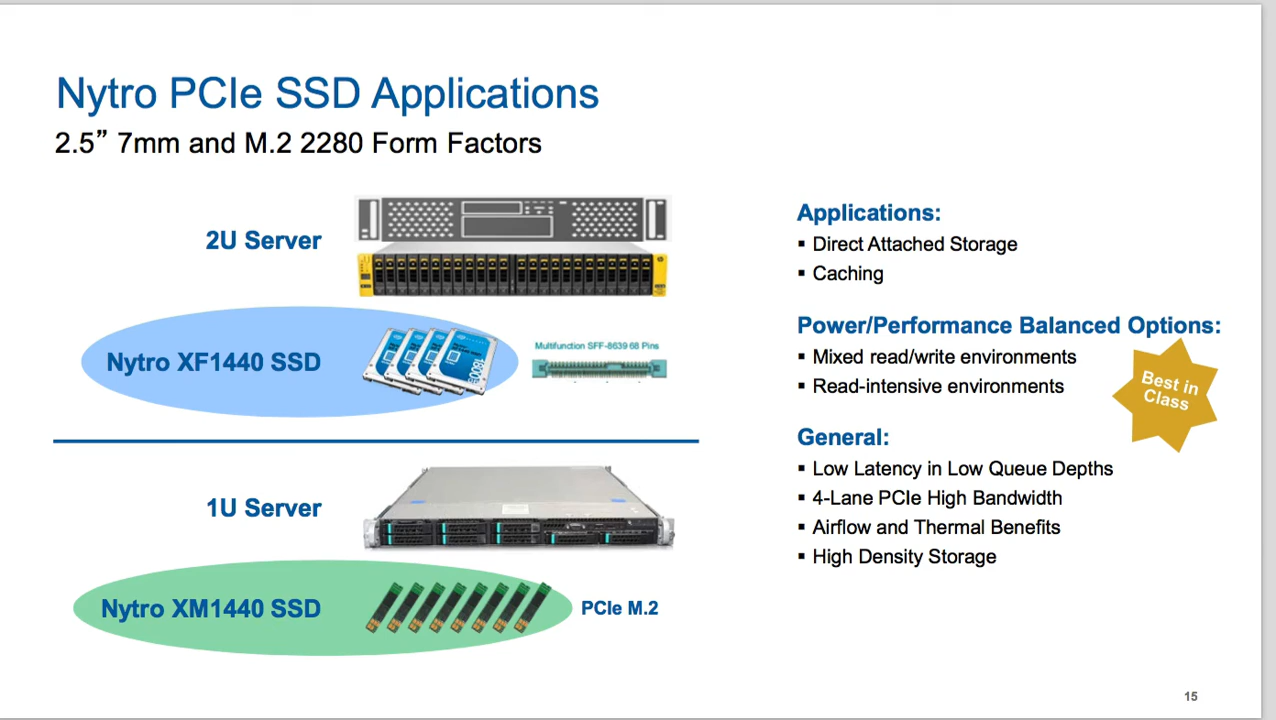 Nytro PCIe SSD Applications
2.5” 7mm and M.2 2280 Form Factors
2U Server
Nytro XF1440 SSD
Multifunction SFF-8639 68 Pins
1U Server
Nytro XM1440 SSD
PCIe M.2
Applications:
▪ Direct Attached Storage
▪ Caching
Power/Performance Balanced Options:
▪ Mixed read/write environments
▪ Read-intensive environments
Best in
Class
General:
▪ Low Latency in Low Queue Depths
▪ 4-Lane PCIe High Bandwidth
▪ Airflow and Thermal Benefits
▪ High Density Storage
15